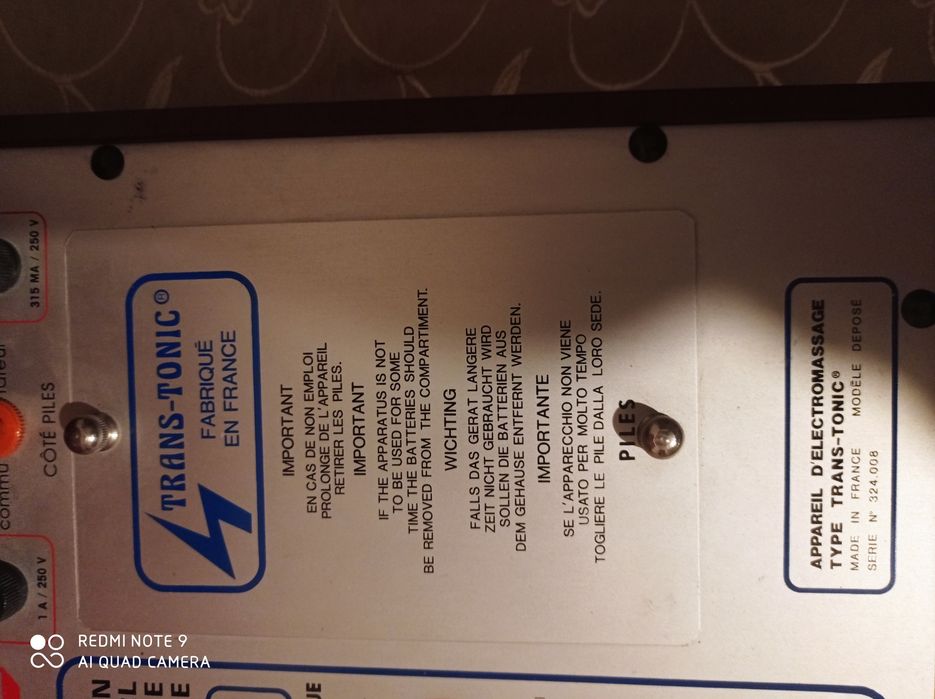 315 MA / 250 V
1 A / 250 V
CÔTÉ PILES
TRANS-TONIC®
FABRIQUÉ
EN FRANCE
IMPORTANT
EN CAS DE NON EMPLOI
PROLONGE DE L'APPAREIL
RETIRER LES PILES.
IMPORTANT
IF THE APPARATUS IS NOT
TO BE USED FOR SOME
TIME THE BATTERIES SHOULD
BE REMOVED FROM THE COMPARTIMENT.
WICHTING
FALLS DAS GERAT LANGERE
ZEIT NICHT GEBRAUCHT WIRD
SOLLEN DIE BATTERIEN AUS
DEM GEHAUSE ENTFERNT WERDEN.
IMPORTANTE
SE L'APPARECCHIO NON VIENE
USATO PER MOLTO TEMPO
TOGLIERE LE PILE DALLA LORO SEDE.
PILES
APPAREIL D'ELECTROMASSAGE
TYPE TRANS-TONIC®
MADE IN FRANCE MODÈLE DEPOSÉ
SERIE N° 324.008
REDMI NOTE 9
AI QUAD CAMERA